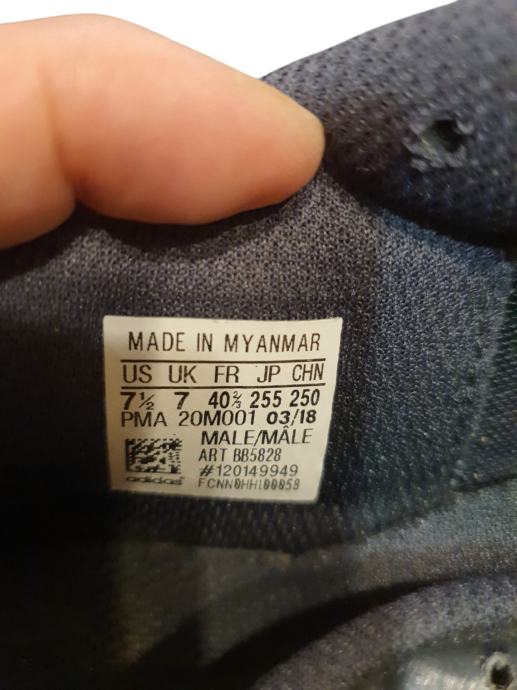 MADE IN MYANMAR
US UK FR JP CHN
7½ 7 40⅔ 255 250
PMA 20M001 03/18
MALE/MÂLE
ART BB5828
#120149949
adidas FCNN0HH100058